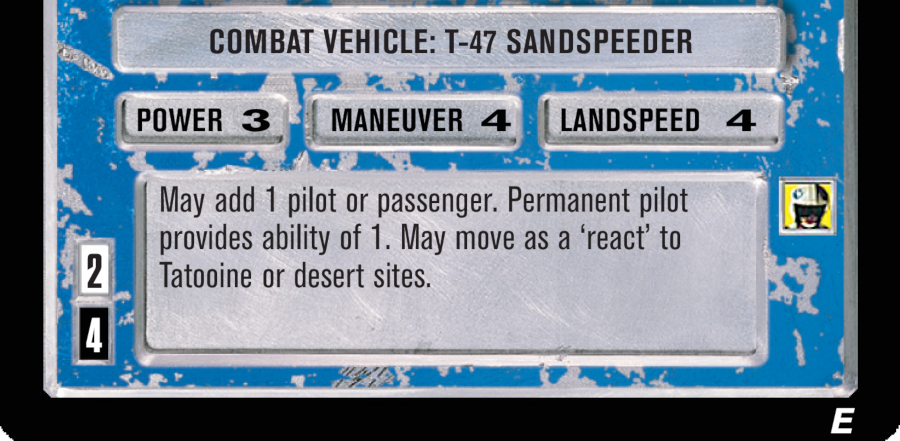 COMBAT VEHICLE: T-47 SANDSPEEDER
POWER 3 MANEUVER 4 LANDSPEED 4
May add 1 pilot or passenger. Permanent pilot
provides ability of 1. May move as a ‘react’ to
Tatooine or desert sites.
2
4
E